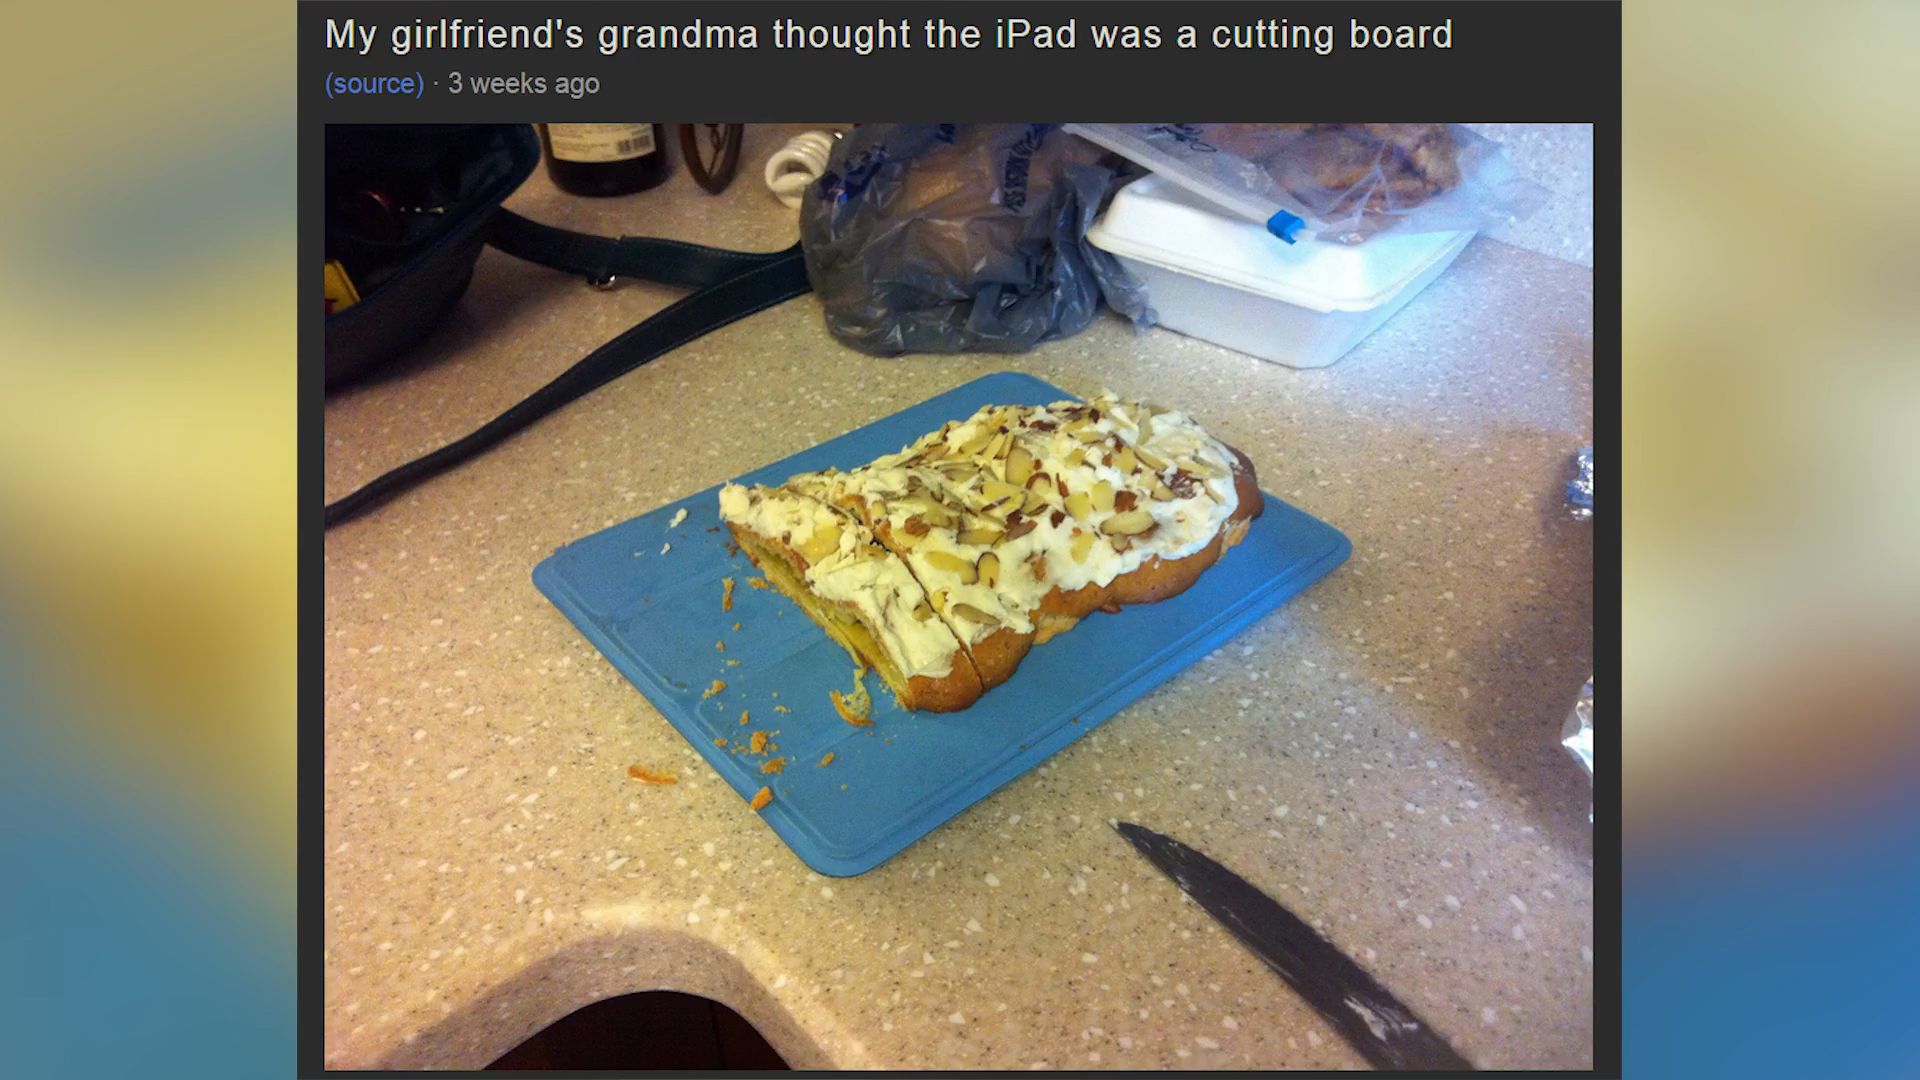 My girlfriend's grandma thought the iPad was a cutting board
(source) · 3 weeks ago